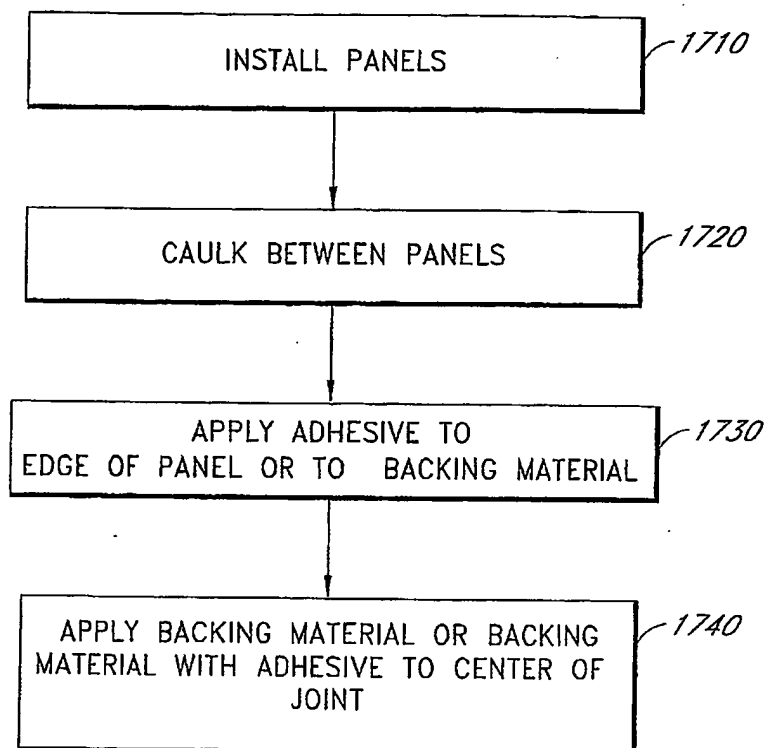 INSTALL PANELS
1710
CAULK BETWEEN PANELS
1720
APPLY ADHESIVE TO
EDGE OF PANEL OR TO BACKING MATERIAL
1730
APPLY BACKING MATERIAL OR BACKING
MATERIAL WITH ADHESIVE TO CENTER OF
JOINT
1740